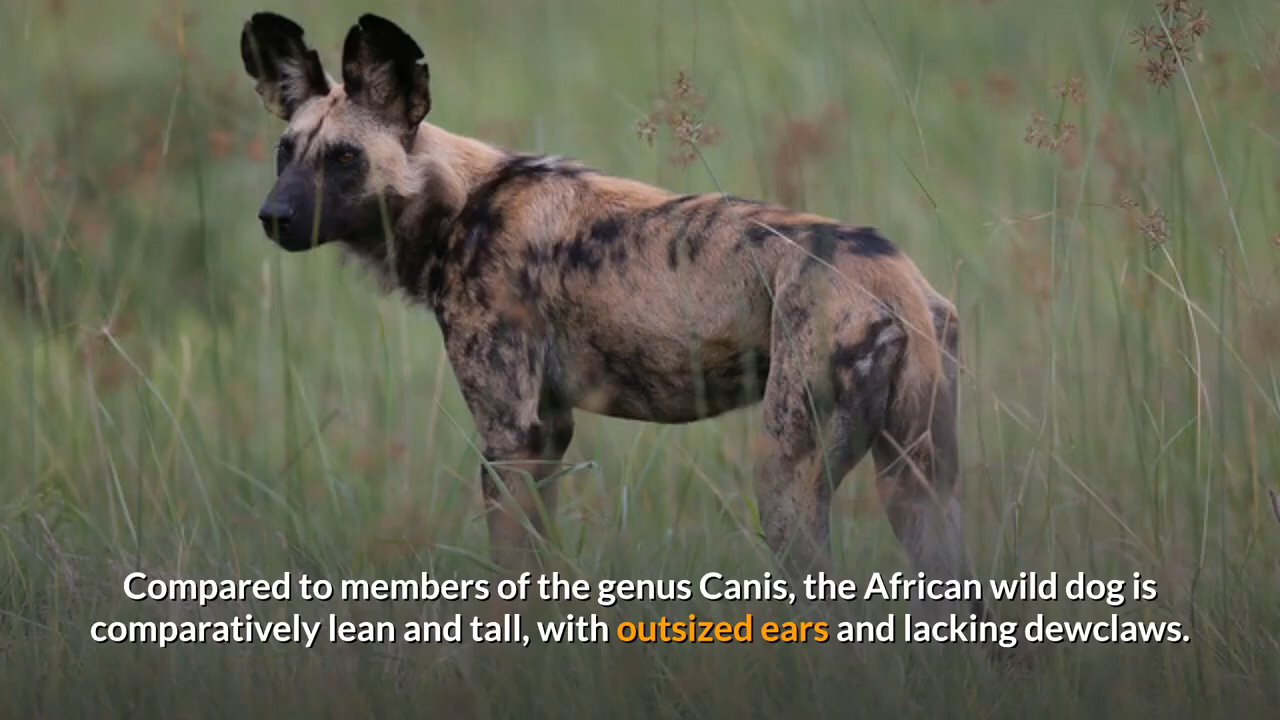 Compared to members of the genus Canis, the African wild dog is
comparatively lean and tall, with outsized ears and lacking dewclaws.